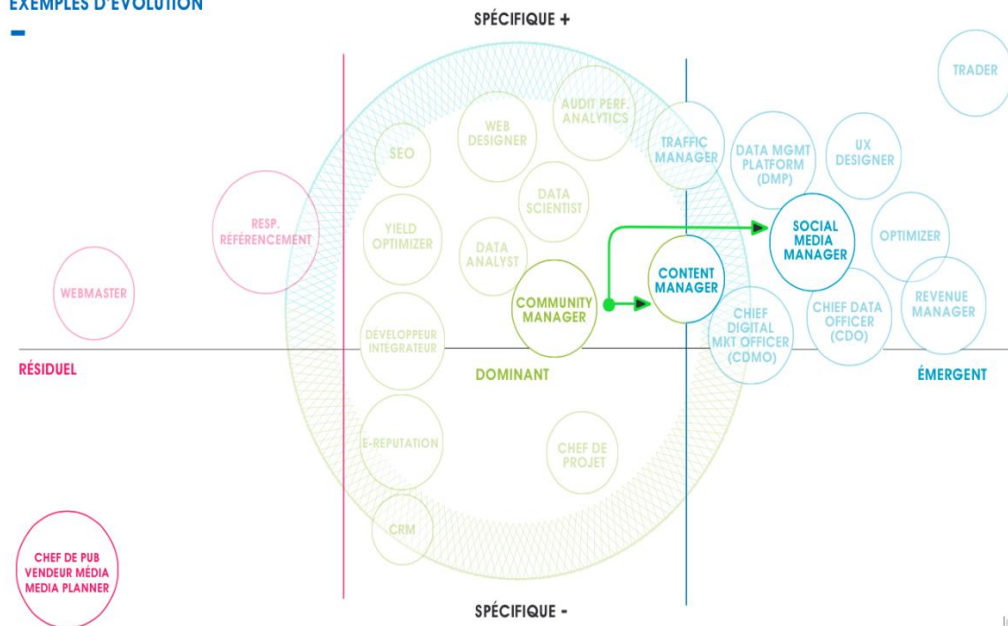 EXEMPLES D'ÉVOLUTION
SPÉCIFIQUE +
TRADER
AUDIT PERF.
ANALYTICS
WEB
DESIGNER
SEO
TRAFFIC
MANAGER
DATA MGMT
PLATFORM
(DMP)
UX
DESIGNER
DATA
SCIENTIST
RESP.
RÉFÉRENCEMENT
YIELD
OPTIMIZER
DATA
ANALYST
SOCIAL
MEDIA
MANAGER
OPTIMIZER
WEBMASTER
COMMUNITY
MANAGER
CONTENT
MANAGER
CHIEF
DIGITAL
MKT OFFICER
(CDMO)
CHIEF DATA
OFFICER
(CDO)
REVENUE
MANAGER
DÉVELOPPEUR
INTÉGRATEUR
RÉSIDUEL
DOMINANT
ÉMERGENT
E-REPUTATION
CHEF DE
PROJET
CRM
CHEF DE PUB
VENDEUR MÉDIA
MEDIA PLANNER
SPÉCIFIQUE -